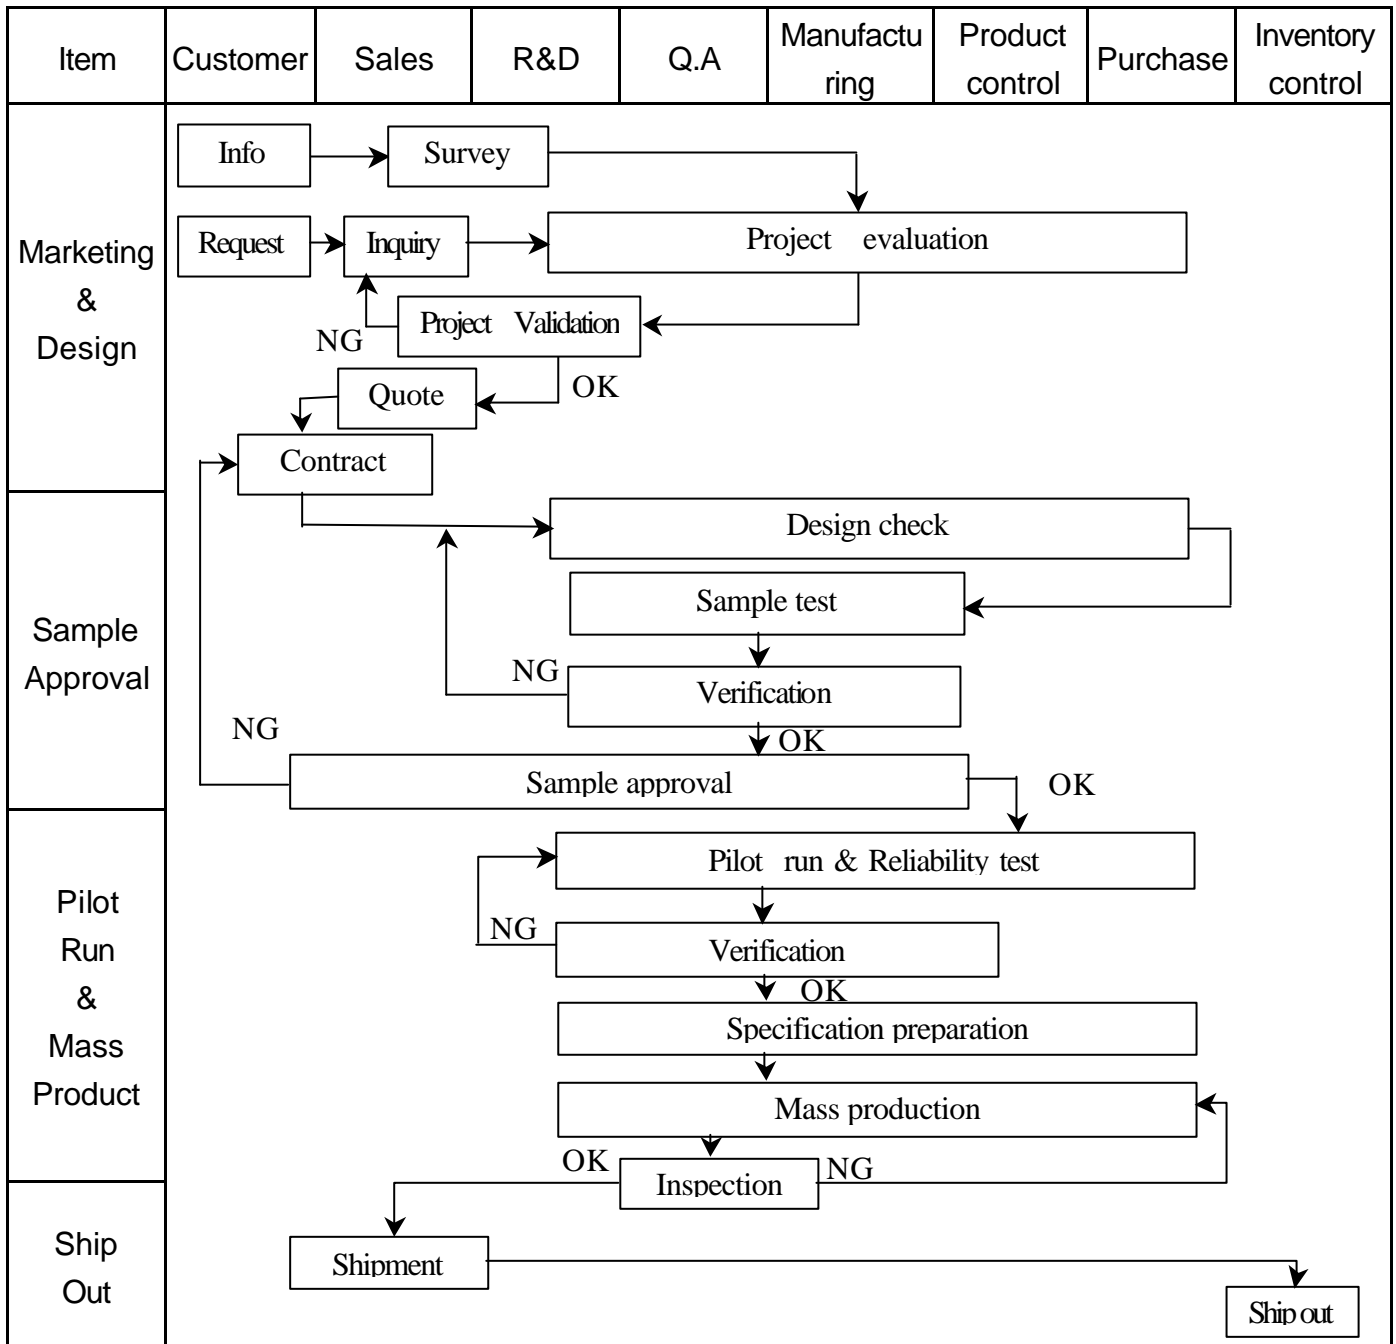 Item
Customer
Sales
R&D
Q.A
Manufactu
ring
Product
control
Purchase
Inventory
control
Marketing
&
Design
Info
Survey
Request
Inquiry
Project evaluation
Project Validation
NG
OK
Quote
Contract
Sample
Approval
Design check
Sample test
NG
Verification
NG
OK
Sample approval
OK
Pilot
Run
&
Mass
Product
Pilot run & Reliability test
NG
Verification
OK
Specification preparation
Mass production
OK
Inspection
NG
Ship
Out
Shipment
Ship out